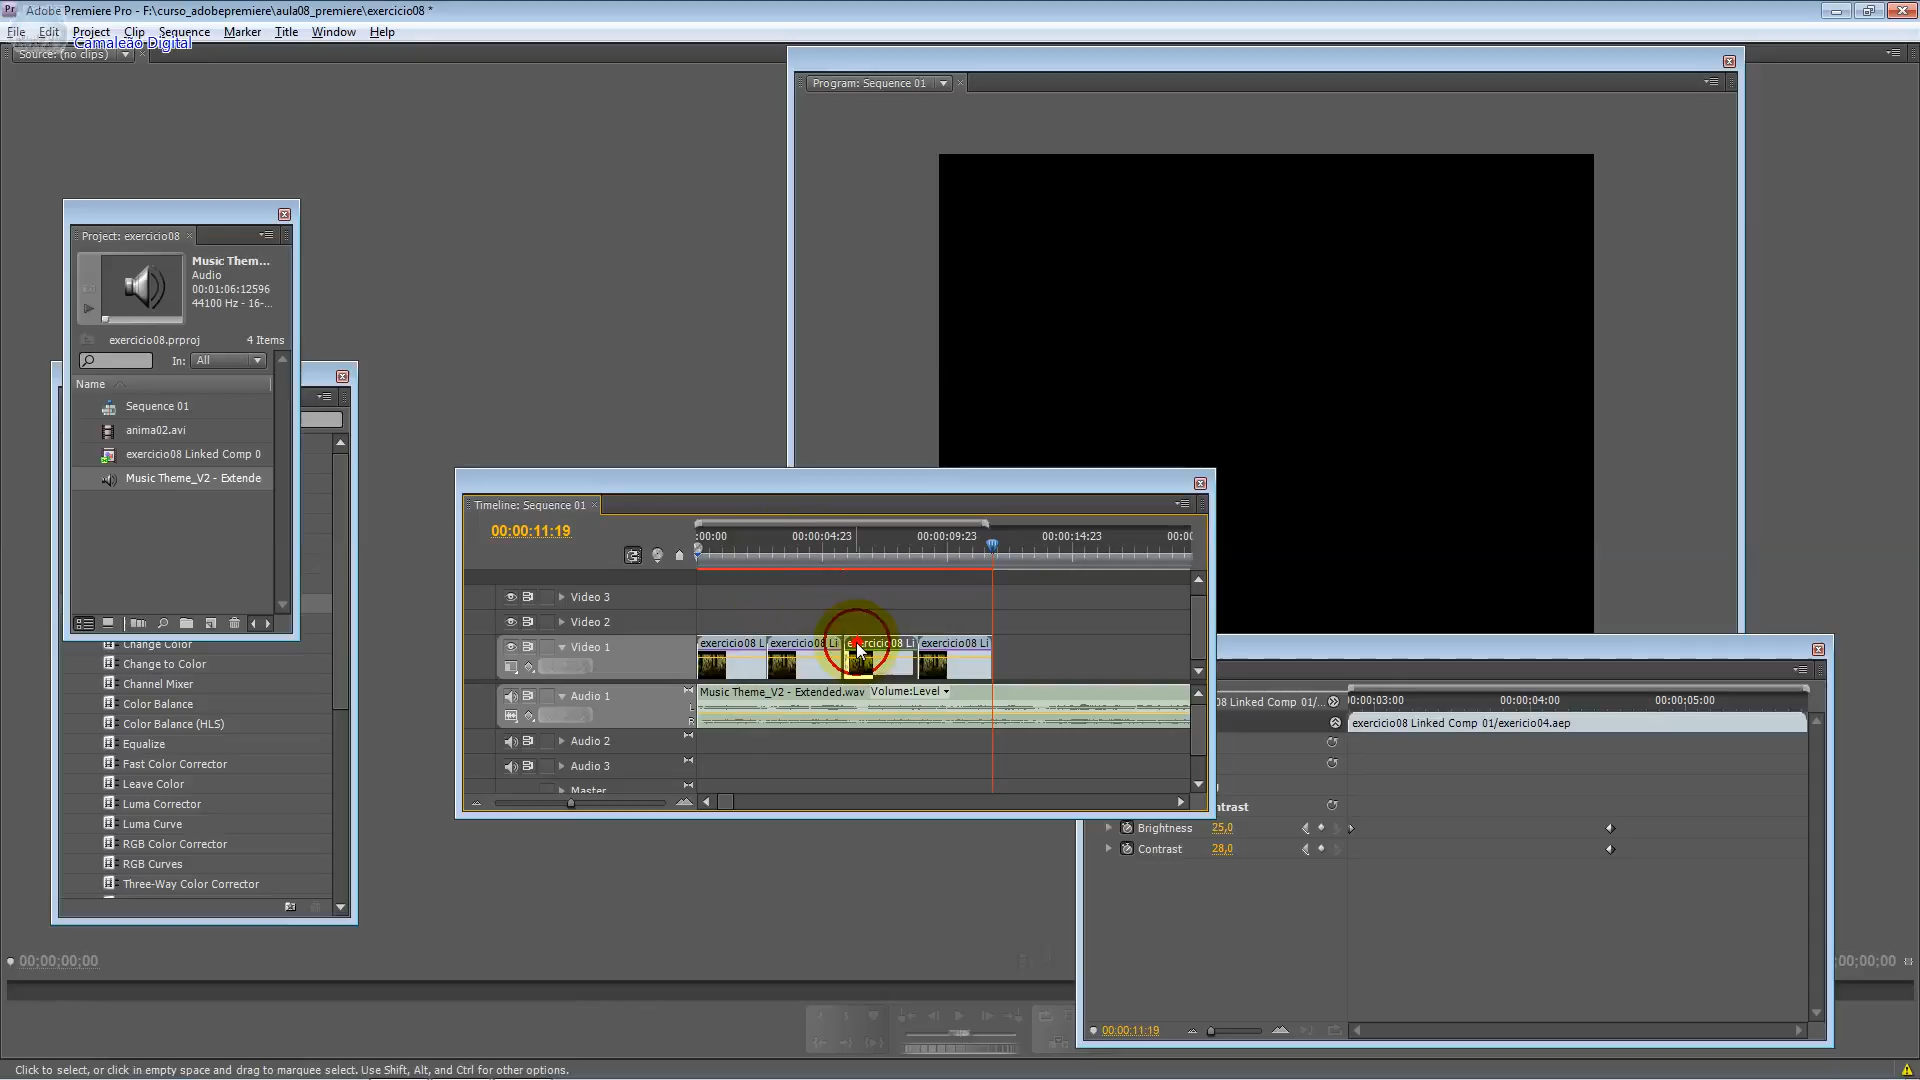 Adobe Premiere Pro - F:\curso_adobepremiere\aula08_premiere\exercicio08 *
File Edit Project Clip Sequence Marker Title Window Help
Camaleão Digital
Source: (no clips)
Program: Sequence 01
Project: exercicio08
Music Them...
Audio
00:01:06:12596
44100 Hz - 16-...
exercicio08.prproj 4 Items
In: All
Name
Sequence 01
anima02.avi
exercicio08 Linked Comp 0
Music Theme_V2 - Extende
Change Color
Change to Color
Channel Mixer
Color Balance
Color Balance (HLS)
Equalize
Fast Color Corrector
Leave Color
Luma Corrector
Luma Curve
RGB Color Corrector
RGB Curves
Three-Way Color Corrector
Timeline: Sequence 01
00:00:11:19
:00:00 00:00:04:23 00:00:09:23 00:00:14:23 00:00
Video 3
Video 2
Video 1
exercicio08 L exercicio08 Li exercicio08 Li exercicio08 Li
Audio 1
Music Theme_V2 - Extended.wav Volume:Level
L
R
Audio 2
Audio 3
Master
08 Linked Comp 01/...
00:00:03:00 00:00:04:00 00:00:05:00
exercicio08 Linked Comp 01/exericio04.aep
ntrast
Brightness 25,0
Contrast 28,0
00:00:11:19
00;00;00;00
00;00;00
Click to select, or click in empty space and drag to marquee select. Use Shift, Alt, and Ctrl for other options.